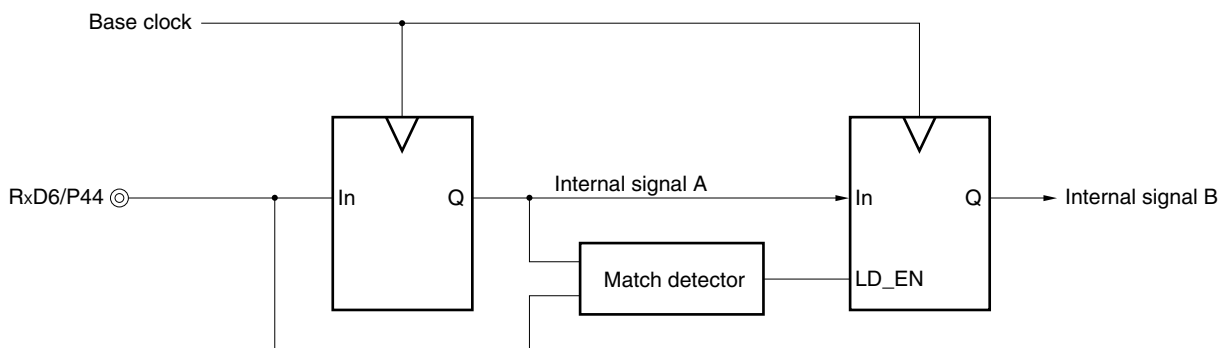 Base clock
RxD6/P44
In
Q
Internal signal A
In
Q
Internal signal B
Match detector
LD_EN